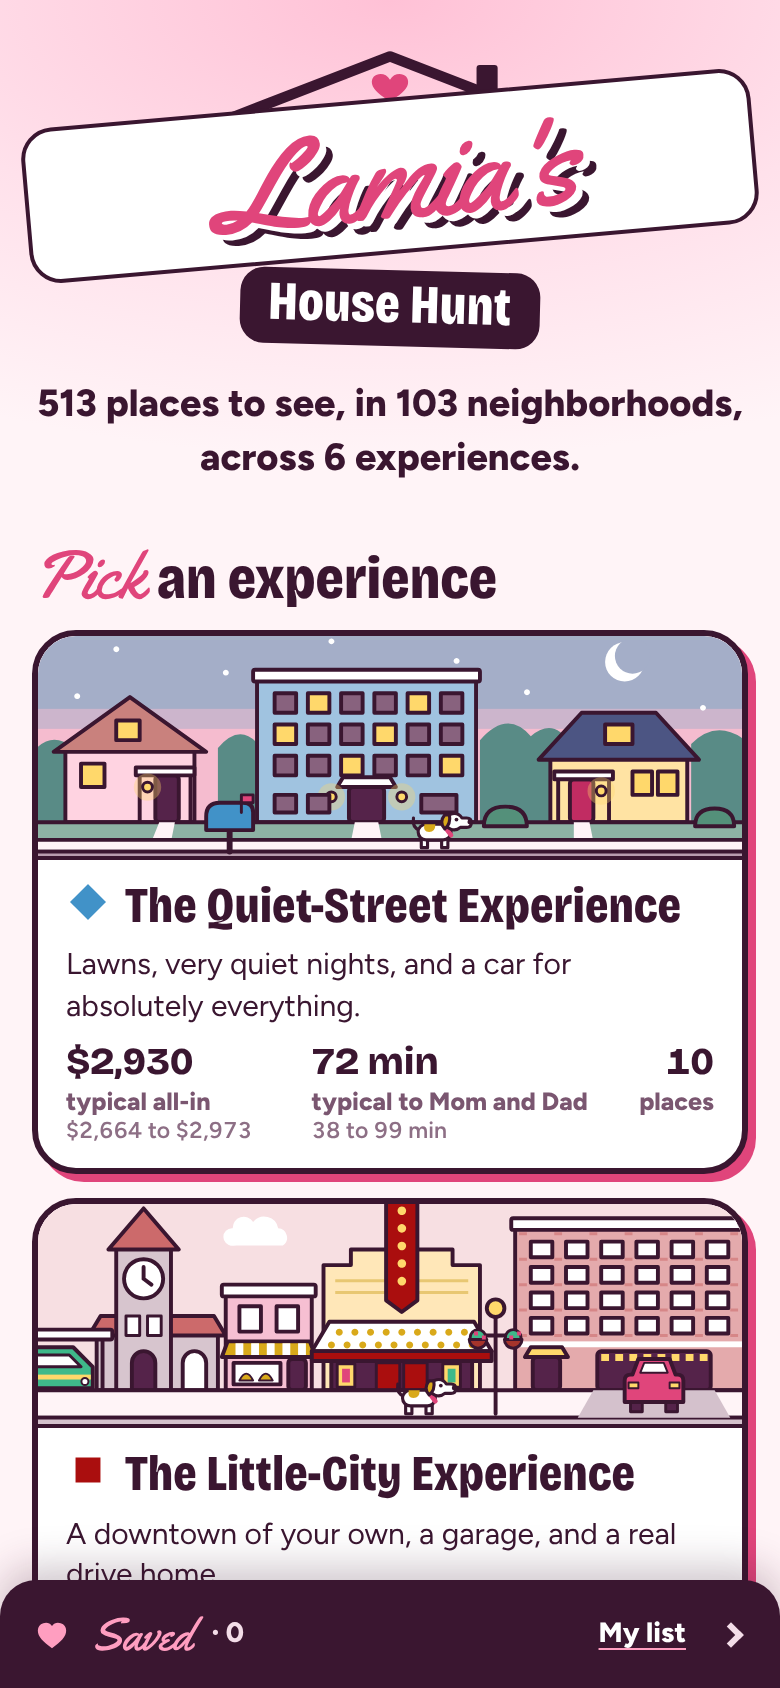 Lamia's
House Hunt
513 places to see, in 103 neighborhoods,
across 6 experiences.
Pick an experience
The Quiet-Street Experience
Lawns, very quiet nights, and a car for
absolutely everything.
$2,930 72 min 10
typical all-in typical to Mom and Dad places
$2,664 to $2,973 38 to 99 min
The Little-City Experience
A downtown of your own, a garage, and a real
drive home
Saved · 0 My list